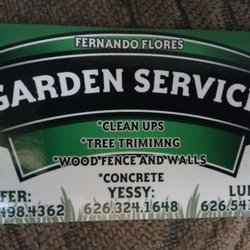 FERNANDO FLORES
GARDEN SERVICE
*CLEAN UPS
*TREE TRIMIMNG
*WOOD FENCE AND WALLS
*CONCRETE
FER: YESSY: LU
498.4362 626.324.1648 626.54